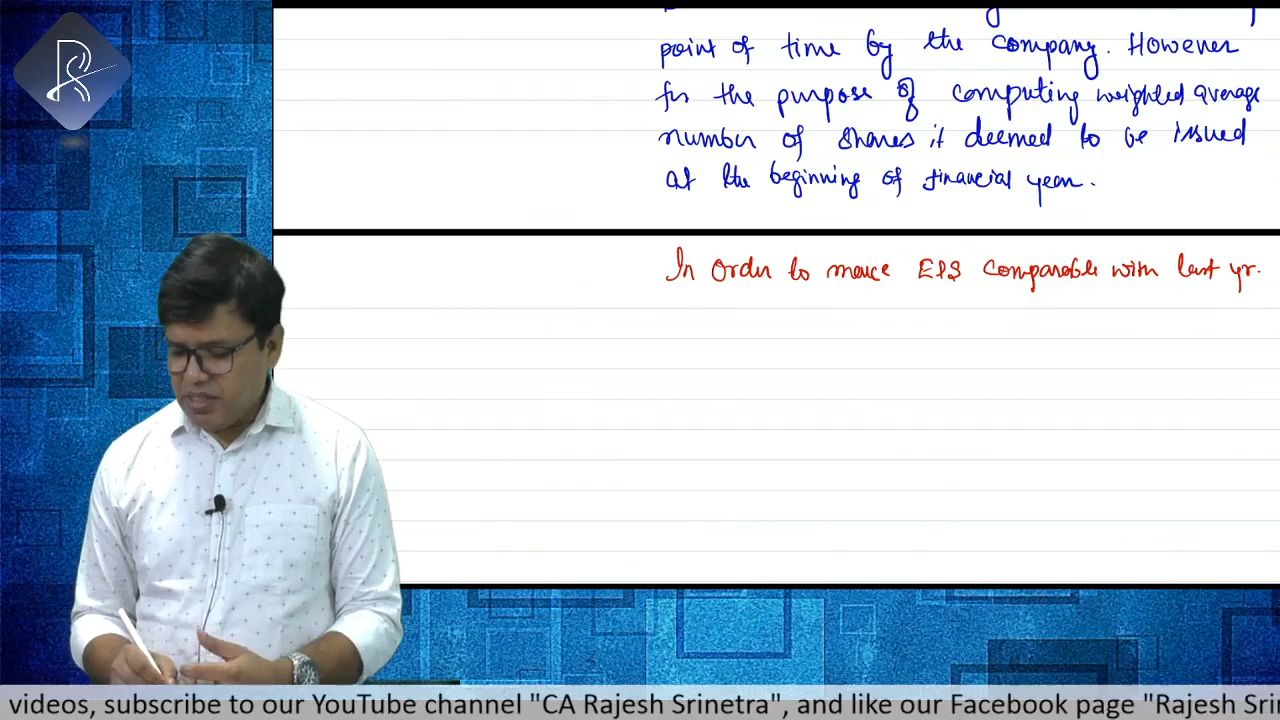 point of time by the company. However
for the purpose of computing weighted average
number of shares it deemed to be issued
at the beginning of financial year.
In order to make EPS comparable with last yr.
videos, subscribe to our YouTube channel "CA Rajesh Srinetra", and like our Facebook page "Rajesh Sri